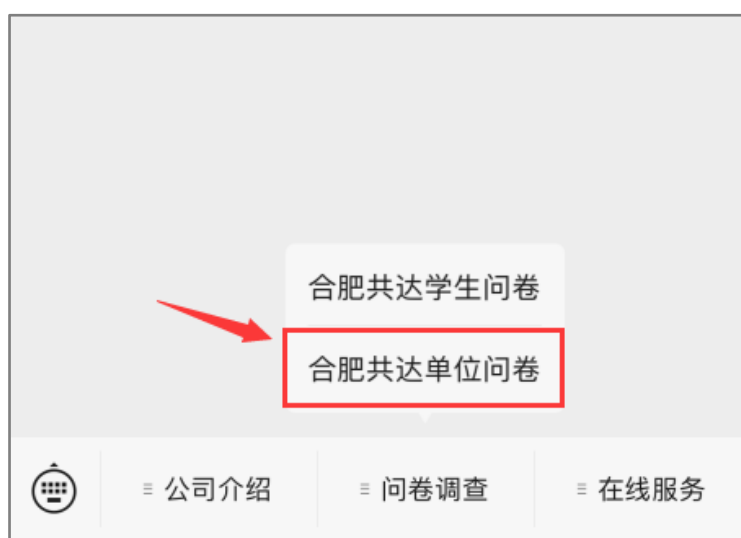 合肥共达学生问卷
合肥共达单位问卷
公司介绍
问卷调查
在线服务